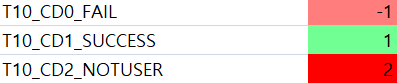 T10_CD0_FAIL -1
T10_CD1_SUCCESS 1
T10_CD2_NOTUSER 2